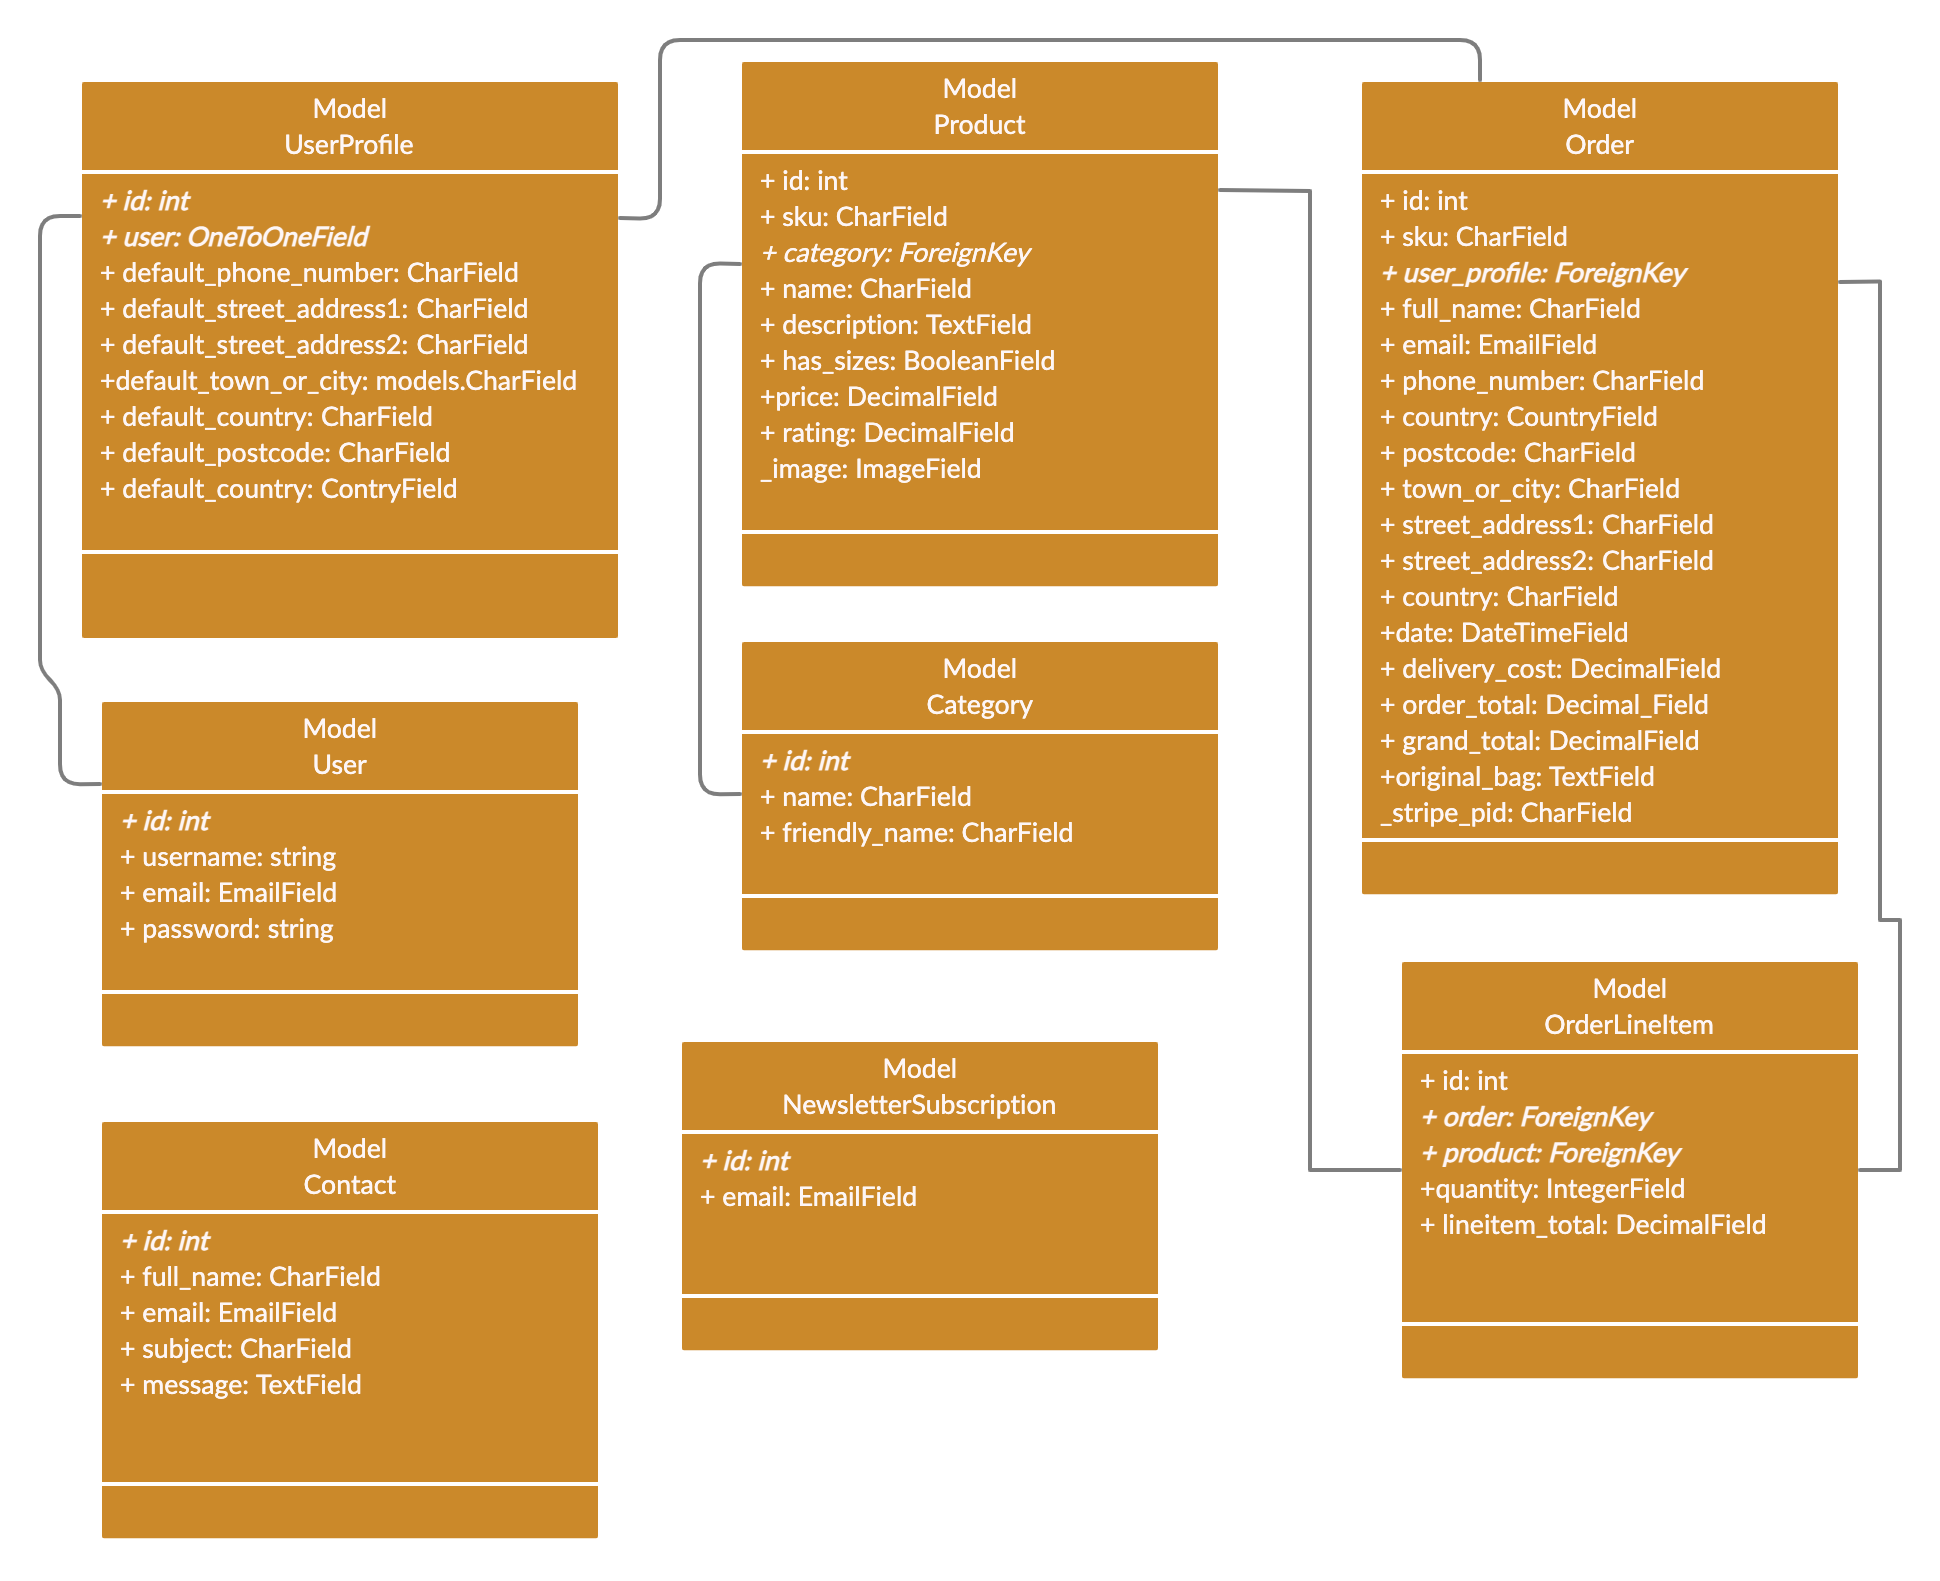 Model
UserProfile
+ id: int
+ user: OneToOneField
+ default_phone_number: CharField
+ default_street_address1: CharField
+ default_street_address2: CharField
+default_town_or_city: models.CharField
+ default_country: CharField
+ default_postcode: CharField
+ default_country: ContryField
Model
User
+ id: int
+ username: string
+ email: EmailField
+ password: string
Model
Contact
+ id: int
+ full_name: CharField
+ email: EmailField
+ subject: CharField
+ message: TextField
Model
Product
+ id: int
+ sku: CharField
+ category: ForeignKey
+ name: CharField
+ description: TextField
+ has_sizes: BooleanField
+price: DecimalField
+ rating: DecimalField
_image: ImageField
Model
Category
+ id: int
+ name: CharField
+ friendly_name: CharField
Model
NewsletterSubscription
+ id: int
+ email: EmailField
Model
Order
+ id: int
+ sku: CharField
+ user_profile: ForeignKey
+ full_name: CharField
+ email: EmailField
+ phone_number: CharField
+ country: CountryField
+ postcode: CharField
+ town_or_city: CharField
+ street_address1: CharField
+ street_address2: CharField
+ country: CharField
+date: DateTimeField
+ delivery_cost: DecimalField
+ order_total: Decimal_Field
+ grand_total: DecimalField
+original_bag: TextField
_stripe_pid: CharField
Model
OrderLineItem
+ id: int
+ order: ForeignKey
+ product: ForeignKey
+quantity: IntegerField
+ lineitem_total: DecimalField